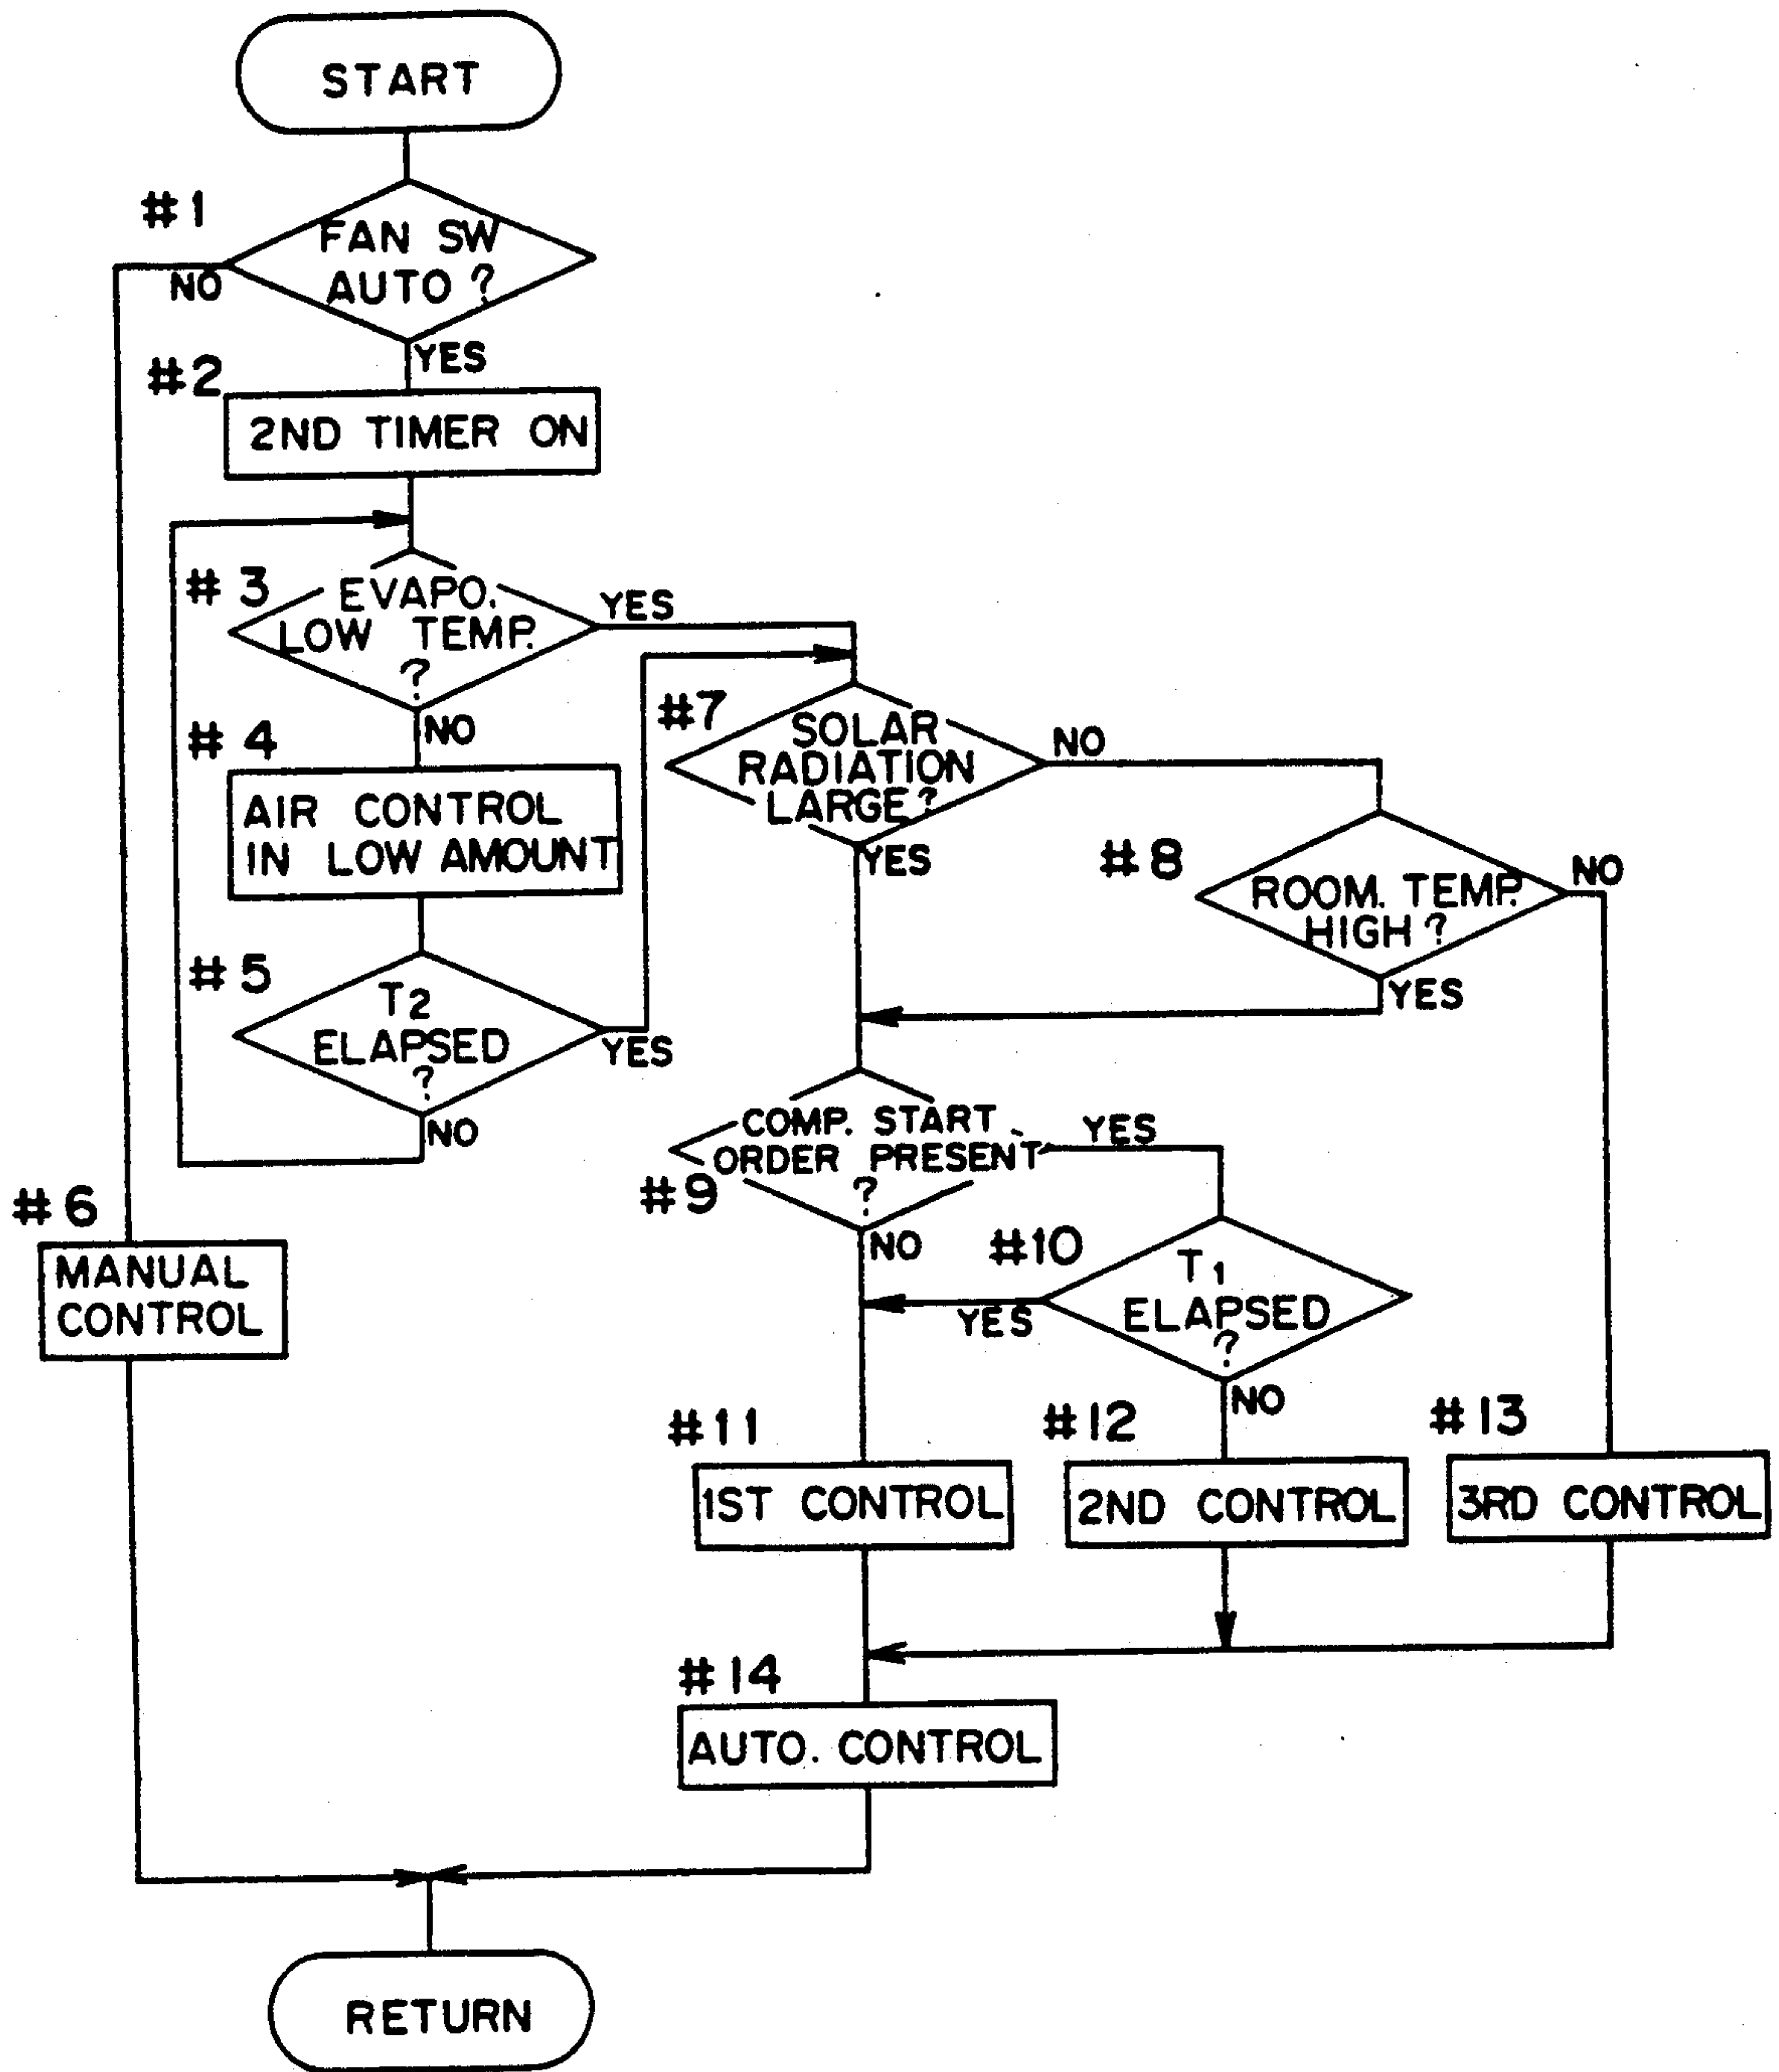 START
#1
FAN SW
AUTO ?
NO
YES
#2
2ND TIMER ON
#3
EVAPO.
LOW TEMP.
?
YES
NO
#4
AIR CONTROL
IN LOW AMOUNT
#5
T2
ELAPSED
?
YES
NO
#6
MANUAL
CONTROL
#7
SOLAR
RADIATION
LARGE ?
NO
YES
#8
ROOM. TEMP.
HIGH ?
NO
YES
#9
COMP. START
ORDER PRESENT
?
YES
NO
#10
T1
ELAPSED
?
YES
NO
#11
1ST CONTROL
#12
2ND CONTROL
#13
3RD CONTROL
#14
AUTO. CONTROL
RETURN